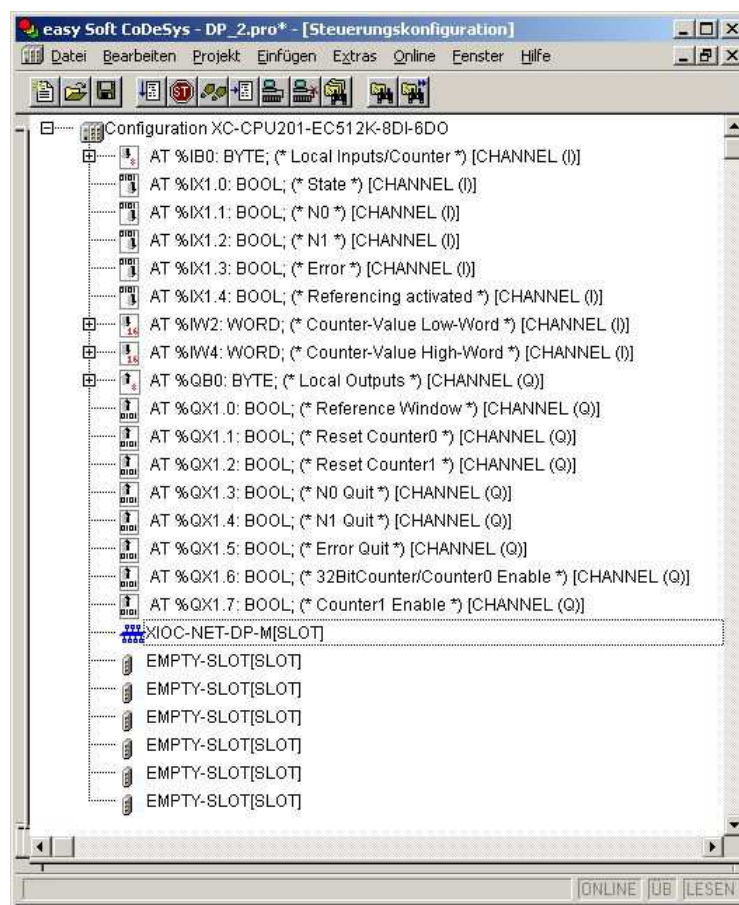 easy Soft CoDeSys - DP_2.pro* - [Steuerungskonfiguration]
Datei Bearbeiten Projekt Einfügen Extras Online Fenster Hilfe
Configuration XC-CPU201-EC512K-8DI-6DO
AT %IB0: BYTE; (* Local Inputs/Counter *) [CHANNEL (I)]
AT %IX1.0: BOOL; (* State *) [CHANNEL (I)]
AT %IX1.1: BOOL; (* N0 *) [CHANNEL (I)]
AT %IX1.2: BOOL; (* N1 *) [CHANNEL (I)]
AT %IX1.3: BOOL; (* Error *) [CHANNEL (I)]
AT %IX1.4: BOOL; (* Referencing activated *) [CHANNEL (I)]
AT %IW2: WORD; (* Counter-Value Low-Word *) [CHANNEL (I)]
AT %IW4: WORD; (* Counter-Value High-Word *) [CHANNEL (I)]
AT %QB0: BYTE; (* Local Outputs *) [CHANNEL (Q)]
AT %QX1.0: BOOL; (* Reference Window *) [CHANNEL (Q)]
AT %QX1.1: BOOL; (* Reset Counter0 *) [CHANNEL (Q)]
AT %QX1.2: BOOL; (* Reset Counter1 *) [CHANNEL (Q)]
AT %QX1.3: BOOL; (* N0 Quit *) [CHANNEL (Q)]
AT %QX1.4: BOOL; (* N1 Quit *) [CHANNEL (Q)]
AT %QX1.5: BOOL; (* Error Quit *) [CHANNEL (Q)]
AT %QX1.6: BOOL; (* 32BitCounter/Counter0 Enable *) [CHANNEL (Q)]
AT %QX1.7: BOOL; (* Counter1 Enable *) [CHANNEL (Q)]
XIOC-NET-DP-M[SLOT]
EMPTY-SLOT[SLOT]
EMPTY-SLOT[SLOT]
EMPTY-SLOT[SLOT]
EMPTY-SLOT[SLOT]
EMPTY-SLOT[SLOT]
EMPTY-SLOT[SLOT]
ONLINE ÜB LESEN